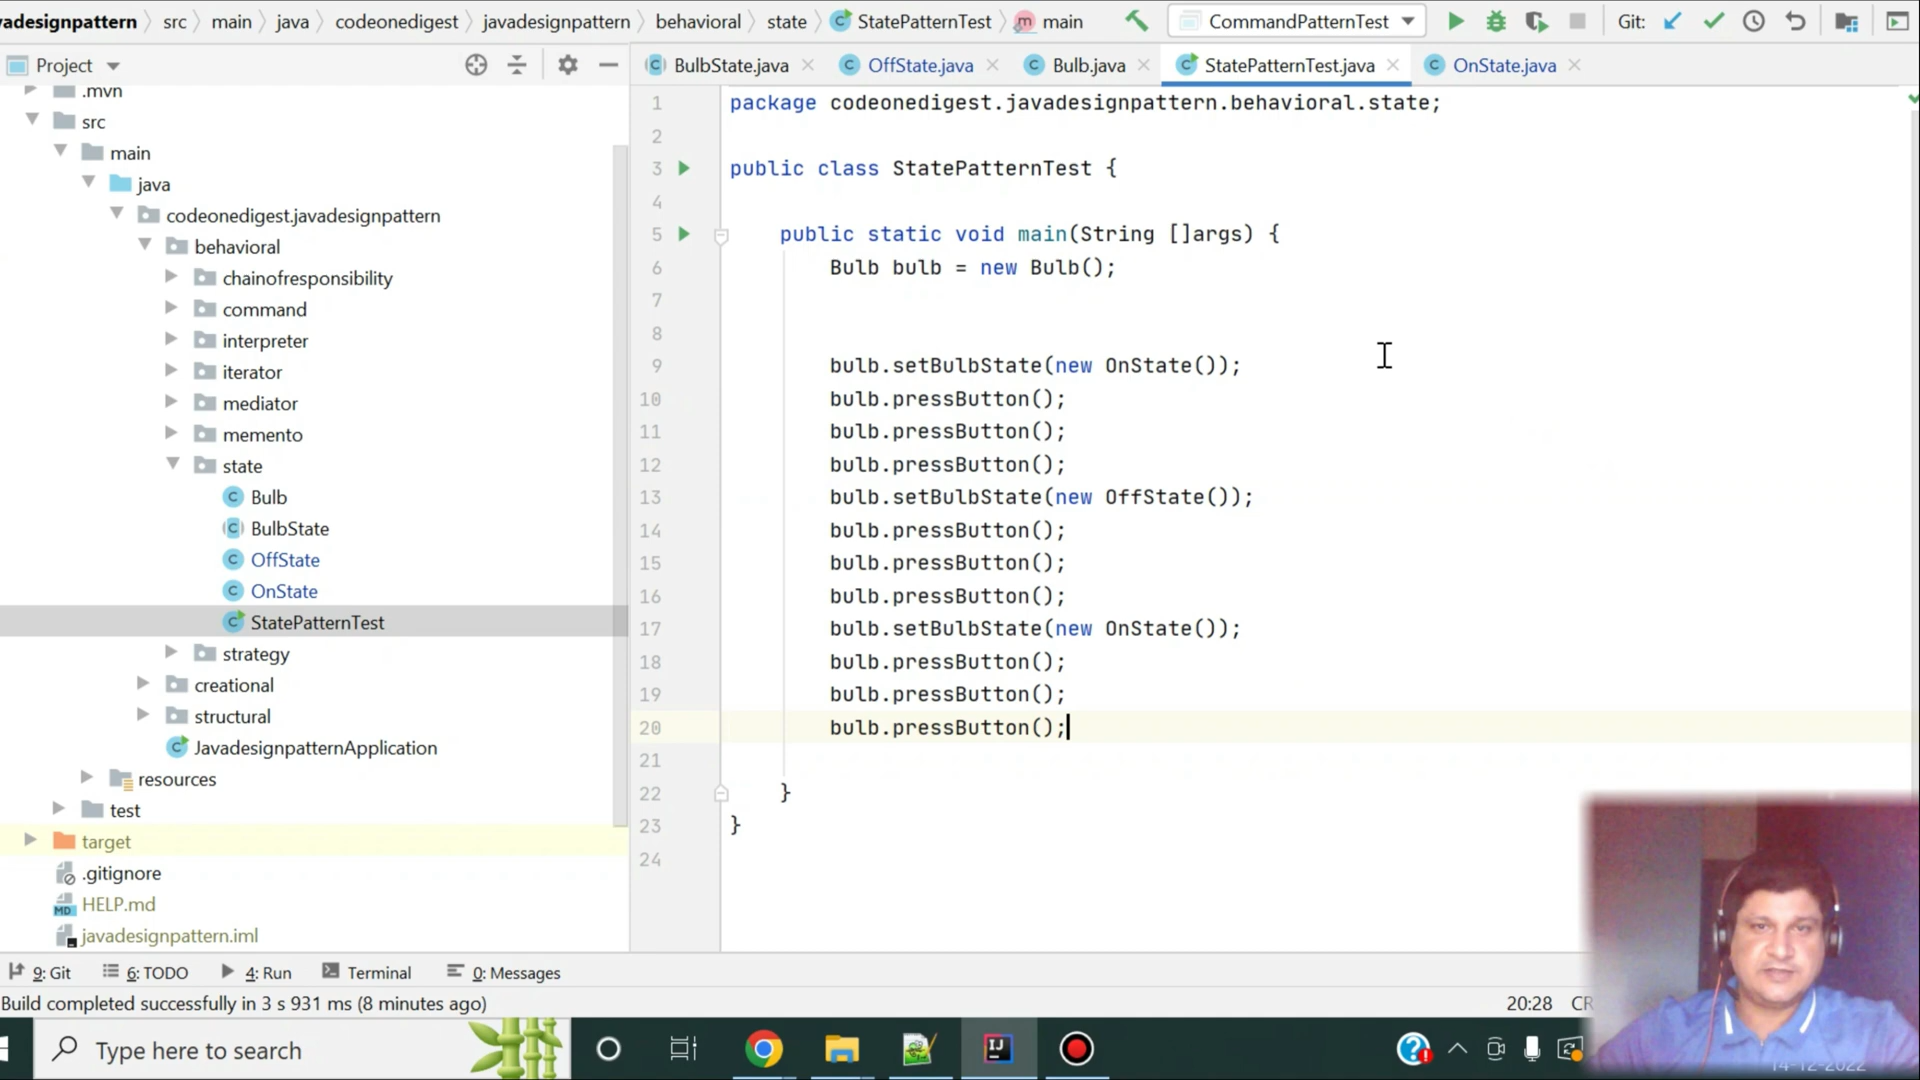 vadesignpattern src main java codeonedigest javadesignpattern behavioral state StatePatternTest main CommandPatternTest Git:
Project BulbState.java OffState.java Bulb.java StatePatternTest.java OnState.java
.mvn
src
main
java
codeonedigest.javadesignpattern
behavioral
chainofresponsibility
command
interpreter
iterator
mediator
memento
state
Bulb
BulbState
OffState
OnState
StatePatternTest
strategy
creational
structural
JavadesignpatternApplication
resources
test
target
.gitignore
HELP.md
javadesignpattern.iml
1 package codeonedigest.javadesignpattern.behavioral.state;
2
3 public class StatePatternTest {
4
5 public static void main(String []args) {
6 Bulb bulb = new Bulb();
7
8
9 bulb.setBulbState(new OnState());
10 bulb.pressButton();
11 bulb.pressButton();
12 bulb.pressButton();
13 bulb.setBulbState(new OffState());
14 bulb.pressButton();
15 bulb.pressButton();
16 bulb.pressButton();
17 bulb.setBulbState(new OnState());
18 bulb.pressButton();
19 bulb.pressButton();
20 bulb.pressButton();
21
22 }
23 }
24
9: Git 6: TODO 4: Run Terminal 0: Messages
Build completed successfully in 3 s 931 ms (8 minutes ago) 20:28 CR
Type here to search
14-12-2022